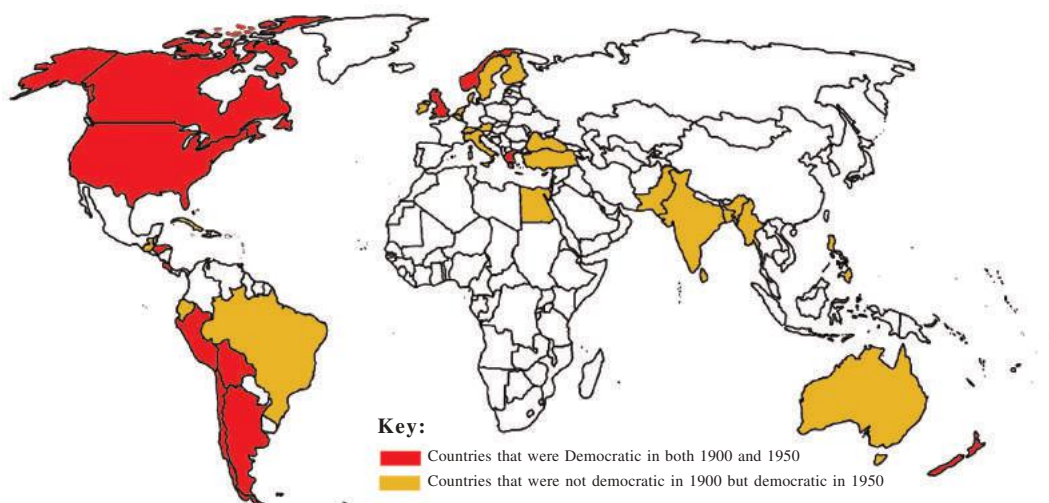 Key:
Countries that were Democratic in both 1900 and 1950
Countries that were not democratic in 1900 but democratic in 1950